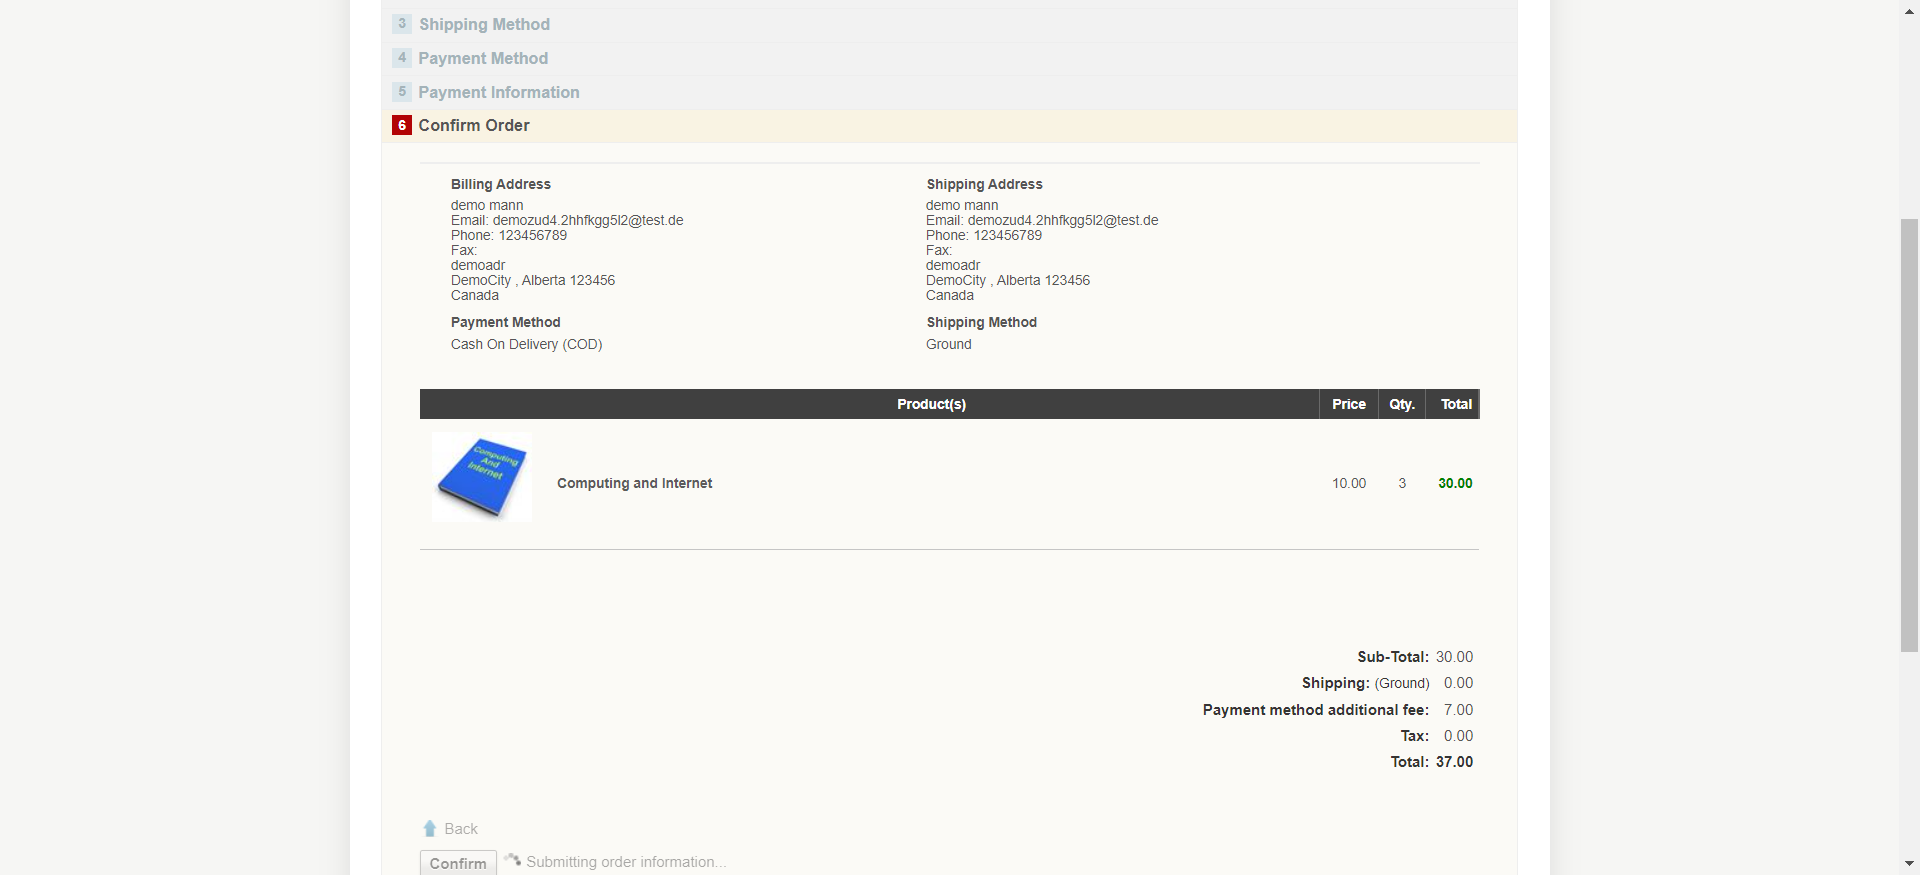 3 Shipping Method
4 Payment Method
5 Payment Information
6 Confirm Order
Billing Address
demo mann
Email: demozud4.2hhfkgg5l2@test.de
Phone: 123456789
Fax:
demoadr
DemoCity , Alberta 123456
Canada
Payment Method
Cash On Delivery (COD)
Shipping Address
demo mann
Email: demozud4.2hhfkgg5l2@test.de
Phone: 123456789
Fax:
demoadr
DemoCity , Alberta 123456
Canada
Shipping Method
Ground
Product(s) Price Qty. Total
Computing
And
Internet
Computing and Internet 10.00 3 30.00
Sub-Total: 30.00
Shipping: (Ground) 0.00
Payment method additional fee: 7.00
Tax: 0.00
Total: 37.00
Back
Confirm Submitting order information...